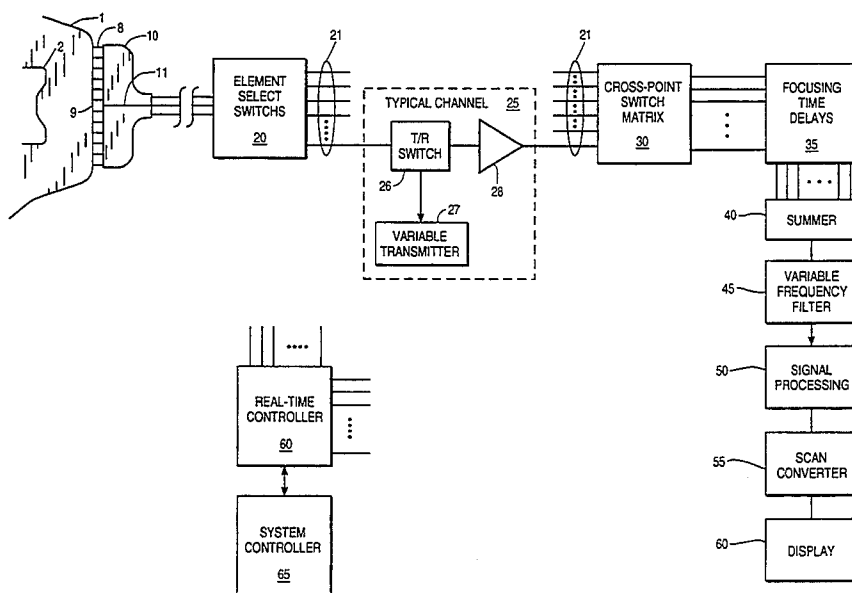 1
2
8
10
11
9
ELEMENT
SELECT
SWITCHS
20
21
TYPICAL CHANNEL
25
T/R
SWITCH
26
28
27
VARIABLE
TRANSMITTER
21
CROSS-POINT
SWITCH
MATRIX
30
FOCUSING
TIME
DELAYS
35
40
SUMMER
45
VARIABLE
FREQUENCY
FILTER
50
SIGNAL
PROCESSING
55
SCAN
CONVERTER
60
DISPLAY
REAL-TIME
CONTROLLER
60
SYSTEM
CONTROLLER
65